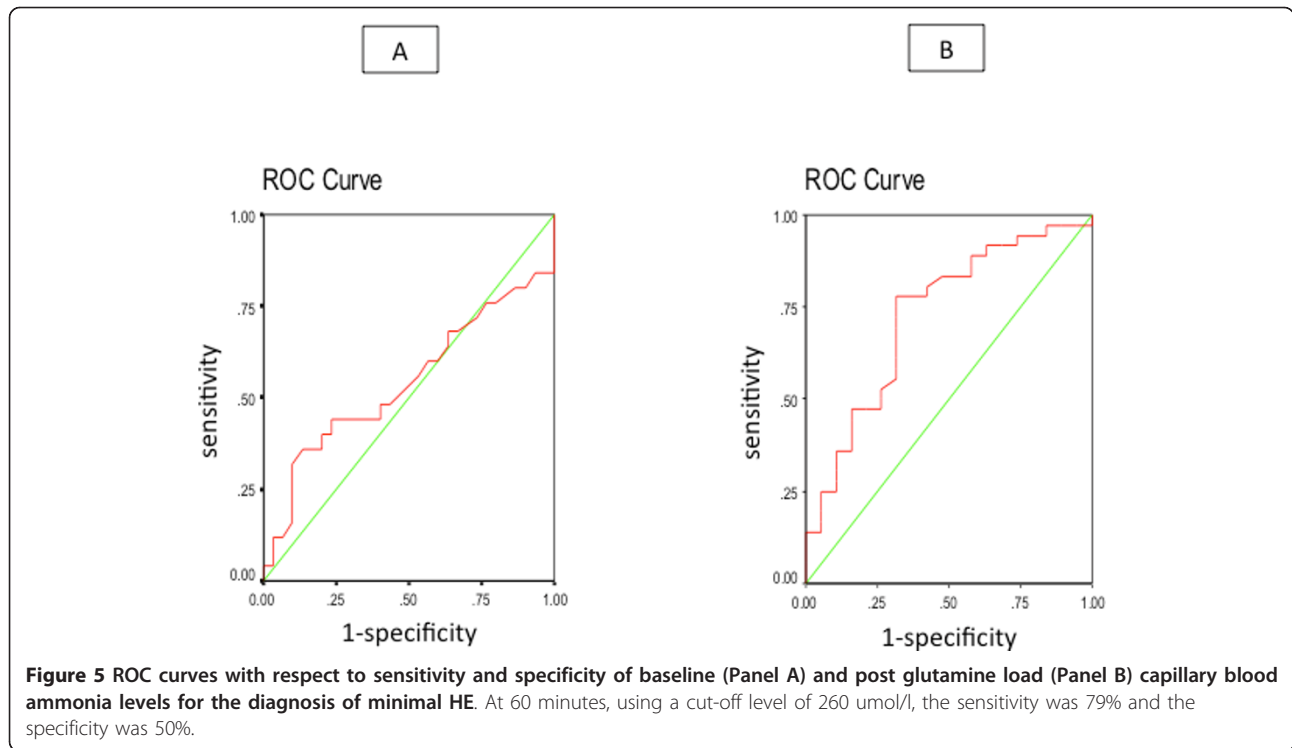 A
B
ROC Curve
1.00
.75
.50
.25
0.00
sensitivity
0.00 .25 .50 .75 1.00
1-specificity
ROC Curve
1.00
.75
.50
.25
0.00
sensitivity
0.00 .25 .50 .75 1.00
1-specificity
Figure 5 ROC curves with respect to sensitivity and specificity of baseline (Panel A) and post glutamine load (Panel B) capillary blood
ammonia levels for the diagnosis of minimal HE. At 60 minutes, using a cut-off level of 260 umol/l, the sensitivity was 79% and the
specificity was 50%.